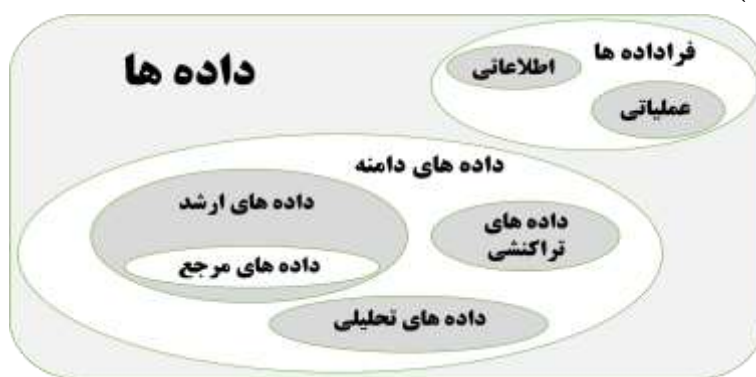 داده ها
فراداده ها
اطلاعاتی
عملیاتی
داده های دامنه
داده های ارشد
داده های
تراکنشی
داده های مرجع
داده های تحلیلی